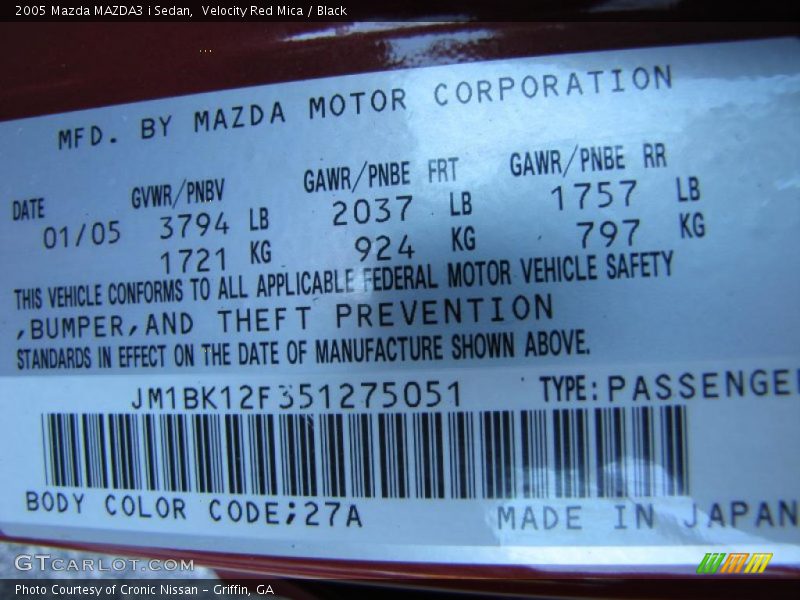 2005 Mazda MAZDA3 i Sedan,  Velocity Red Mica / Black
MFD. BY MAZDA MOTOR CORPORATION
DATE GVWR/PNBV GAWR/PNBE FRT GAWR/PNBE RR
01/05 3794 LB 2037 LB 1757 LB
1721 KG 924 KG 797 KG
THIS VEHICLE CONFORMS TO ALL APPLICABLE FEDERAL MOTOR VEHICLE SAFETY
,BUMPER,AND THEFT PREVENTION
STANDARDS IN EFFECT ON THE DATE OF MANUFACTURE SHOWN ABOVE.
JM1BK12F351275051 TYPE:PASSENGER
BODY COLOR CODE;27A MADE IN JAPAN
GTCARLOT.COM
Photo Courtesy of Cronic Nissan - Griffin, GA